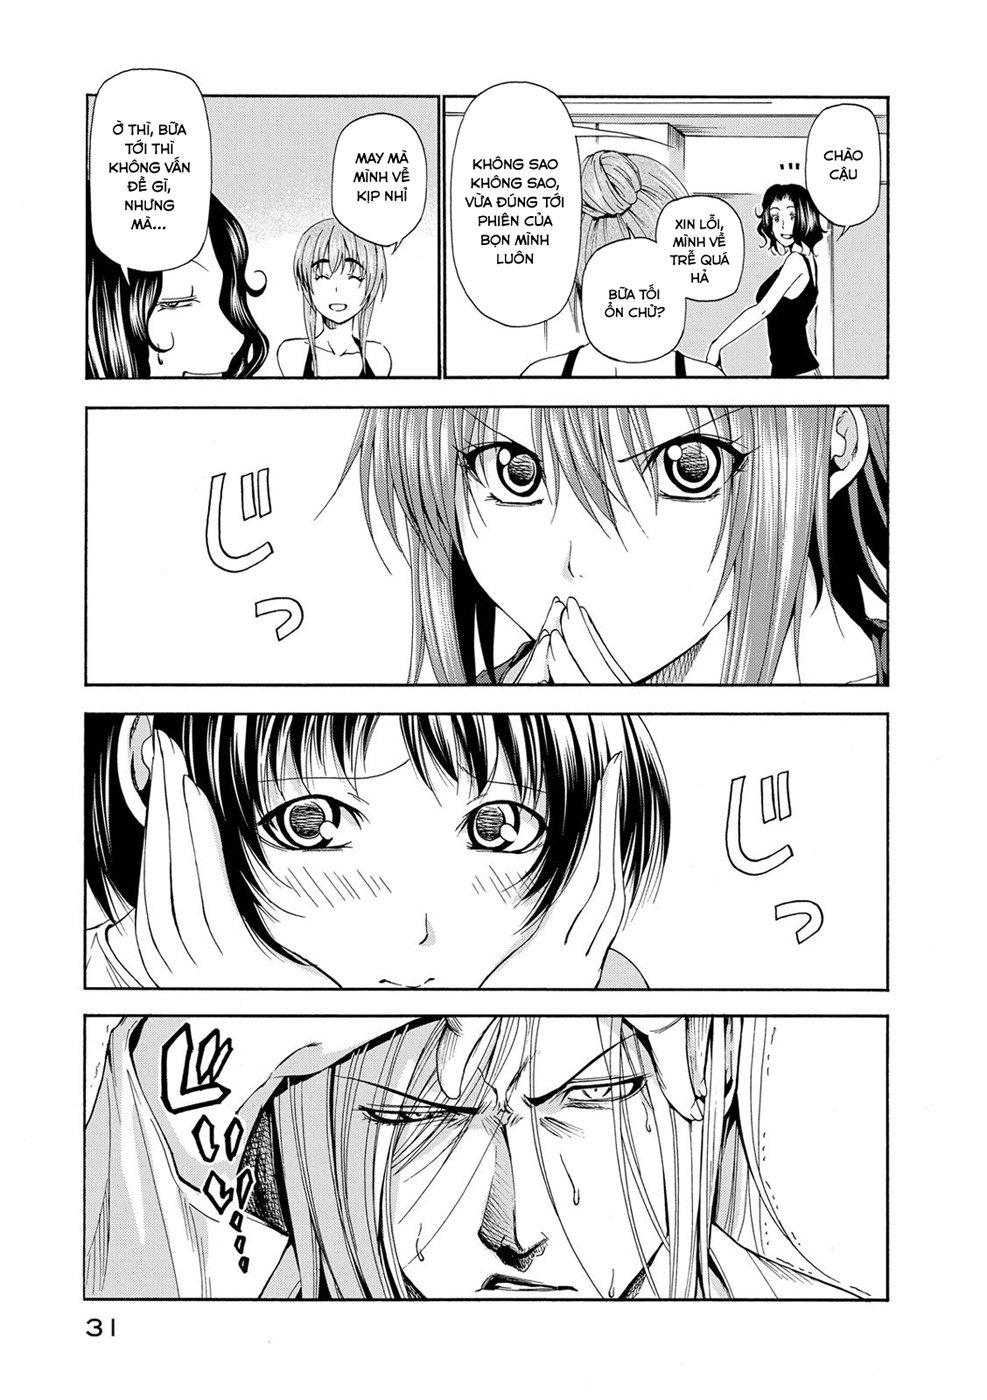 CHÀO
CẬU
XIN LỖI,
MÌNH VỀ
TRỄ QUÁ
HẢ
BỮA TỐI
ỔN CHỨ?
KHÔNG SAO
KHÔNG SAO,
VỪA ĐÚNG TỚI
PHIÊN CỦA
BỌN MÌNH
LUÔN
MAY MÀ
MÌNH VỀ
KỊP NHỈ
Ờ THÌ, BỮA
TỚI THÌ
KHÔNG VẤN
ĐỀ GÌ,
NHƯNG
MÀ...
じっ
じっ
ビ
31